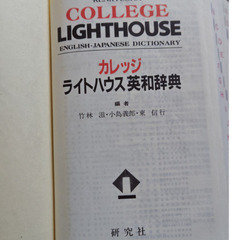 COLLEGE
LIGHTHOUSE
ENGLISH-JAPANESE DICTIONARY
カレッジ
ライトハウス英和辞典
編者
竹林 滋・小島義郎・東 信行
研究社